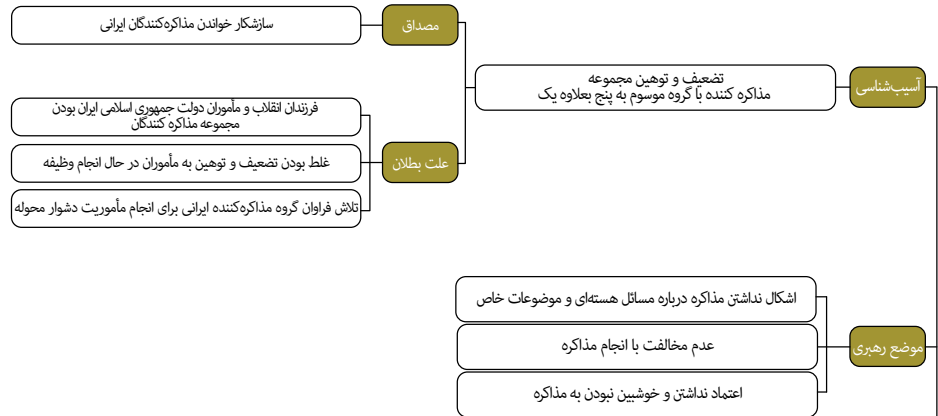 آسیب‌شناسی
تضعیف و توهین مجموعه
مذاکره کننده با گروه موسوم به پنج بعلاوه یک
مصداق
سازشکار خواندن مذاکره‌کنندگان ایرانی
علت بطلان
فرزندان انقلاب و مأموران دولت جمهوری اسلامی ایران بودن
مجموعه مذاکره کنندگان
غلط بودن تضعیف و توهین به مأموران در حال انجام وظیفه
تلاش فراوان گروه مذاکره‌کننده ایرانی برای انجام مأموریت دشوار محوله
موضع رهبری
اشکال نداشتن مذاکره درباره مسائل هسته‌ای و موضوعات خاص
عدم مخالفت با انجام مذاکره
اعتماد نداشتن و خوشبین نبودن به مذاکره